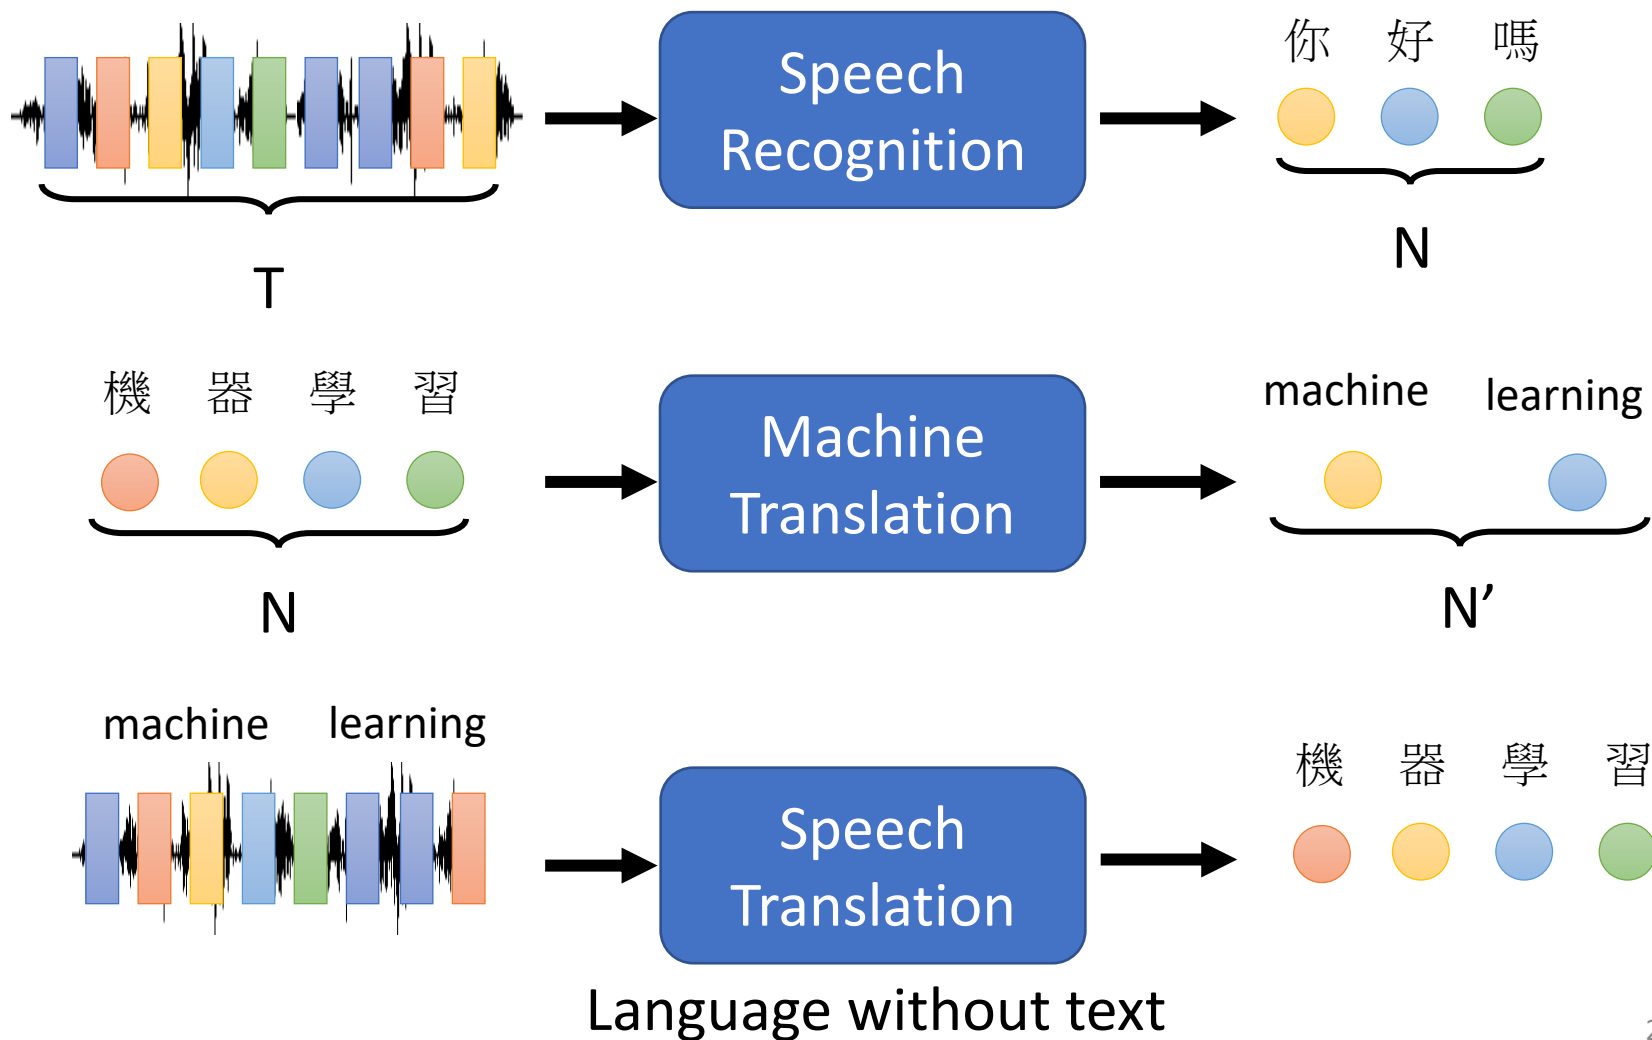 Speech
Recognition
你 好 嗎
T
N
機 器 學 習
Machine
Translation
machine learning
N
N’
machine learning
Speech
Translation
機 器 學 習
Language without text
2